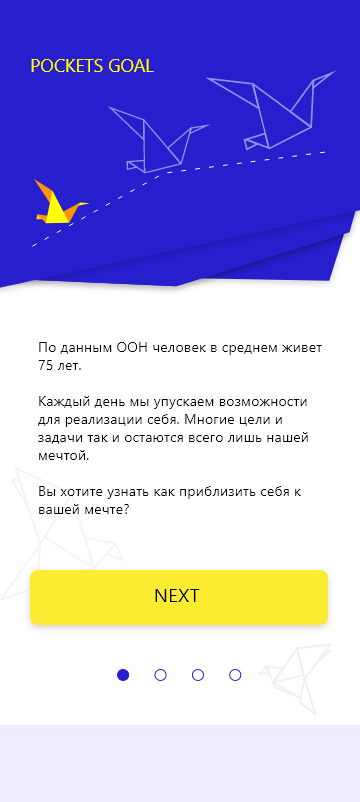 POCKETS GOAL
По данным ООН человек в среднем живет
75 лет.
Каждый день мы упускаем возможности
для реализации себя. Многие цели и
задачи так и остаются всего лишь нашей
мечтой.
Вы хотите узнать как приблизить себя к
вашей мечте?
NEXT